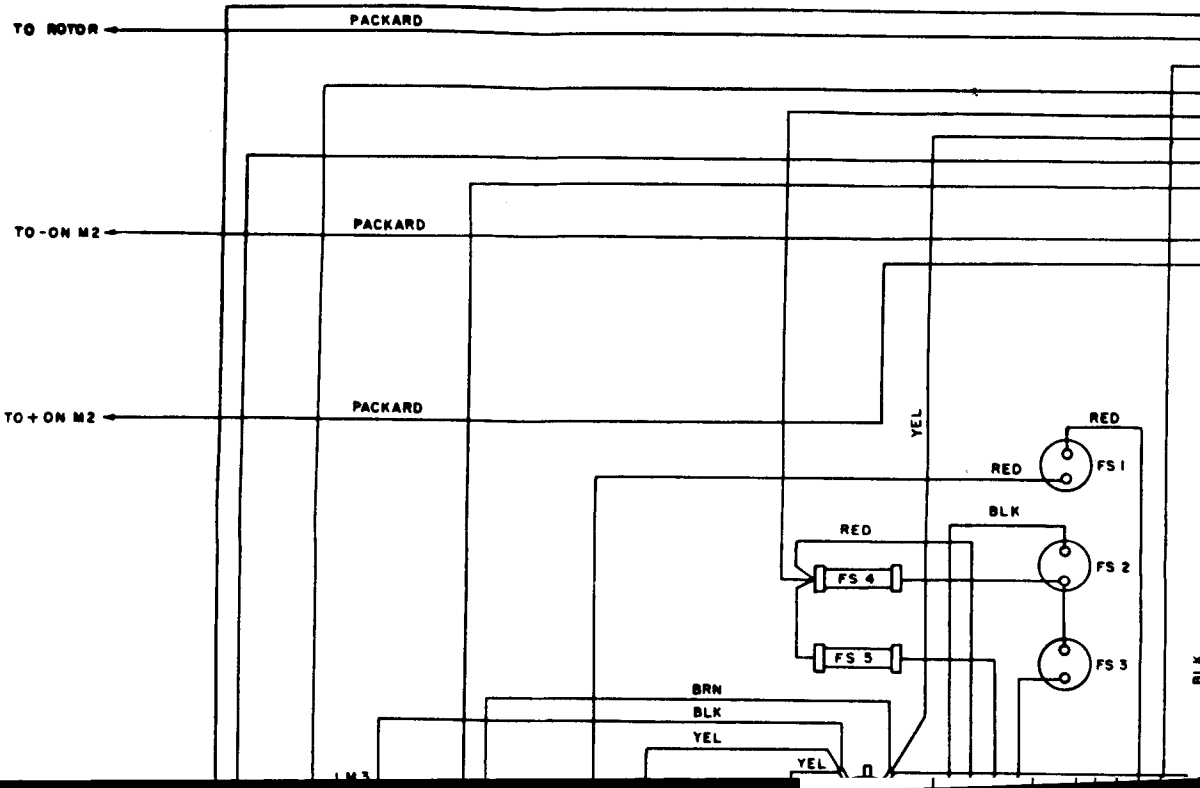 TO ROTOR
PACKARD
TO - ON M2
PACKARD
TO + ON M2
PACKARD
YEL
RED
RED
FS 1
BLK
RED
FS 2
FS 4
FS 5
FS 3
BLK
BRN
BLK
YEL
YEL